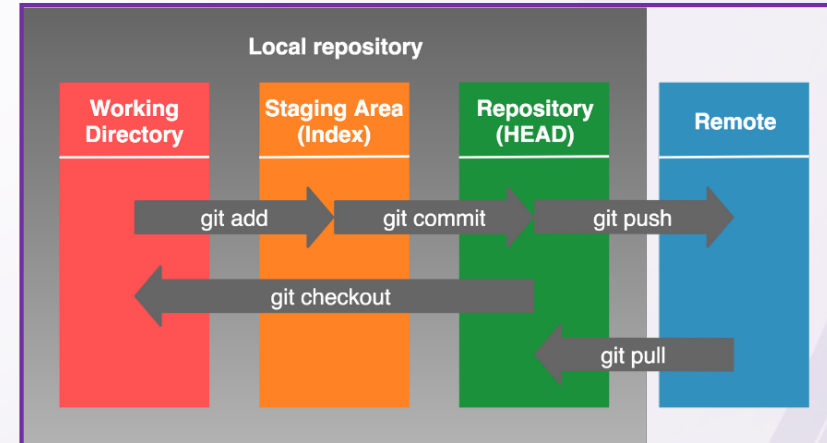 Local repository
Working
Directory
Staging Area
(Index)
Repository
(HEAD)
Remote
git add
git commit
git push
git checkout
git pull